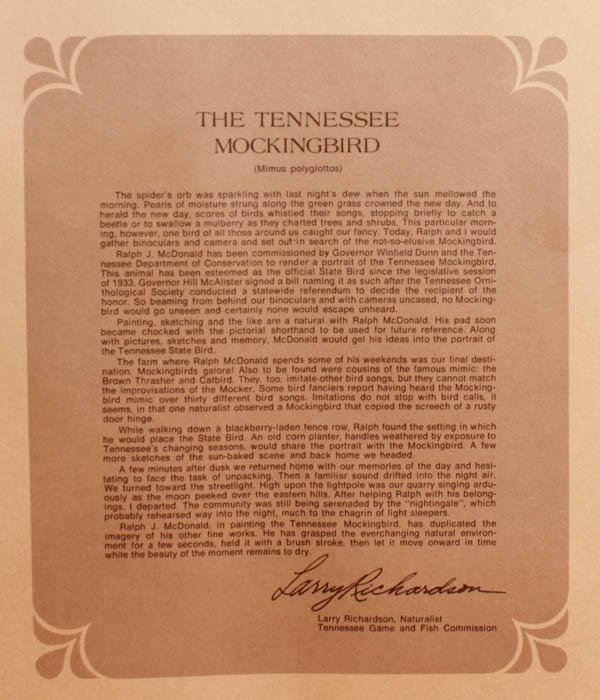 THE TENNESSEE
MOCKINGBIRD
(Mimus polyglottos)
The spider's orb was sparkling with last night's dew when the sun mellowed the
morning. Pearls of moisture strung along the green grass crowned the new day. And to
herald the new day, scores of birds whistled their songs, stopping briefly to catch a
beetle or to swallow a mulberry as they charted trees and shrubs. This particular morn-
ing, however, one bird of all those around us caught our fancy. Today, Ralph and I would
gather binoculars and camera and set out in search of the not-so-elusive Mockingbird.
Ralph J. McDonald has been commissioned by Governor Winfield Dunn and the Ten-
nessee Department of Conservation to render a portrait of the Tennessee Mockingbird.
This animal has been esteemed as the official State Bird since the legislative session
of 1933. Governor Hill McAlister signed a bill naming it as such after the Tennessee Orni-
thological Society conducted a statewide referendum to decide the recipient of the
honor. So beaming from behind our binoculars and with cameras uncased, no Mocking-
bird would go unseen and certainly none would escape unheard.
Painting, sketching and the like are a natural with Ralph McDonald. His pad soon
became chocked with the pictorial shorthand to be used for future reference. Along
with pictures, sketches and memory, McDonald would gel his ideas into the portrait of
the Tennessee State Bird.
The farm where Ralph McDonald spends some of his weekends was our final desti-
nation. Mockingbirds galore! Also to be found were cousins of the famous mimic: the
Brown Thrasher and Catbird. They, too, imitate other bird songs, but they cannot match
the improvisations of the Mocker. Some bird fanciers report having heard the Mocking-
bird mimic over thirty different bird songs. Imitations do not stop with bird calls, it
seems, in that one naturalist observed a Mockingbird that copied the screech of a rusty
door hinge.
While walking down a blackberry-laden fence row, Ralph found the setting in which
he would place the State Bird. An old corn planter, handles weathered by exposure to
Tennessee's changing seasons, would share the portrait with the Mockingbird. A few
more sketches of the sun-baked scene and back home we headed.
A few minutes after dusk we returned home with our memories of the day and hesi-
tating to face the task of unpacking. Then a familiar sound drifted into the night air.
We turned toward the streetlight. High upon the lightpole was our quarry singing ardu-
ously as the moon peeked over the eastern hills. After helping Ralph with his belong-
ings, I departed. The community was still being serenaded by the "nightingale", which
probably rehearsed way into the night, much to the chagrin of light sleepers.
Ralph J. McDonald, in painting the Tennessee Mockingbird, has duplicated the
imagery of his other fine works. He has grasped the everchanging natural environ-
ment for a few seconds, held it with a brush stroke, then let it move onward in time
while the beauty of the moment remains to dry.
Larry Richardson
Larry Richardson, Naturalist
Tennessee Game and Fish Commission